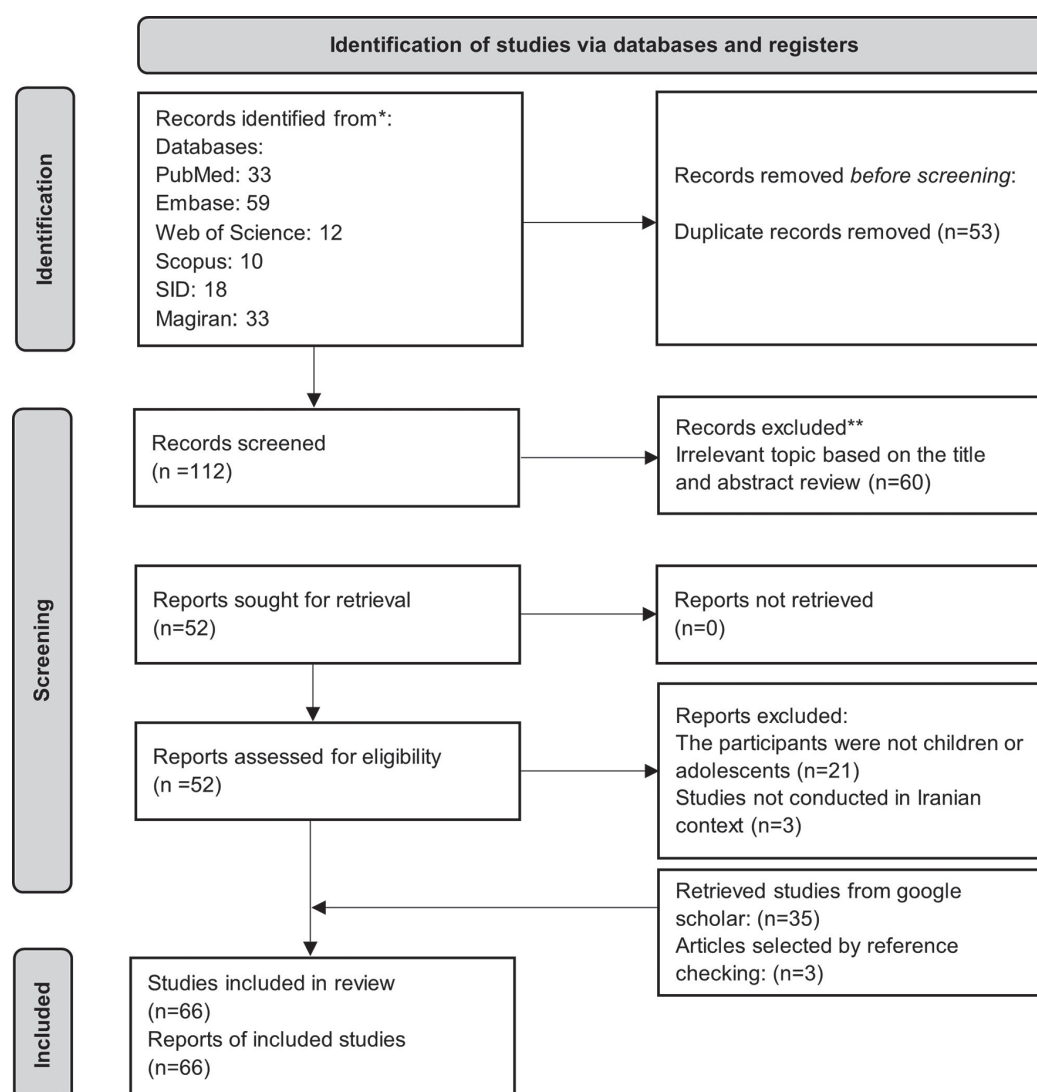 Identification of studies via databases and registers
Identification
Records identified from*:
Databases:
PubMed: 33
Embase: 59
Web of Science: 12
Scopus: 10
SID: 18
Magiran: 33
Records removed before screening:
Duplicate records removed (n=53)
Screening
Records screened
(n =112)
Records excluded**
Irrelevant topic based on the title
and abstract review (n=60)
Reports sought for retrieval
(n=52)
Reports not retrieved
(n=0)
Reports assessed for eligibility
(n =52)
Reports excluded:
The participants were not children or
adolescents (n=21)
Studies not conducted in Iranian
context (n=3)
Retrieved studies from google
scholar: (n=35)
Articles selected by reference
checking: (n=3)
Included
Studies included in review
(n=66)
Reports of included studies
(n=66)